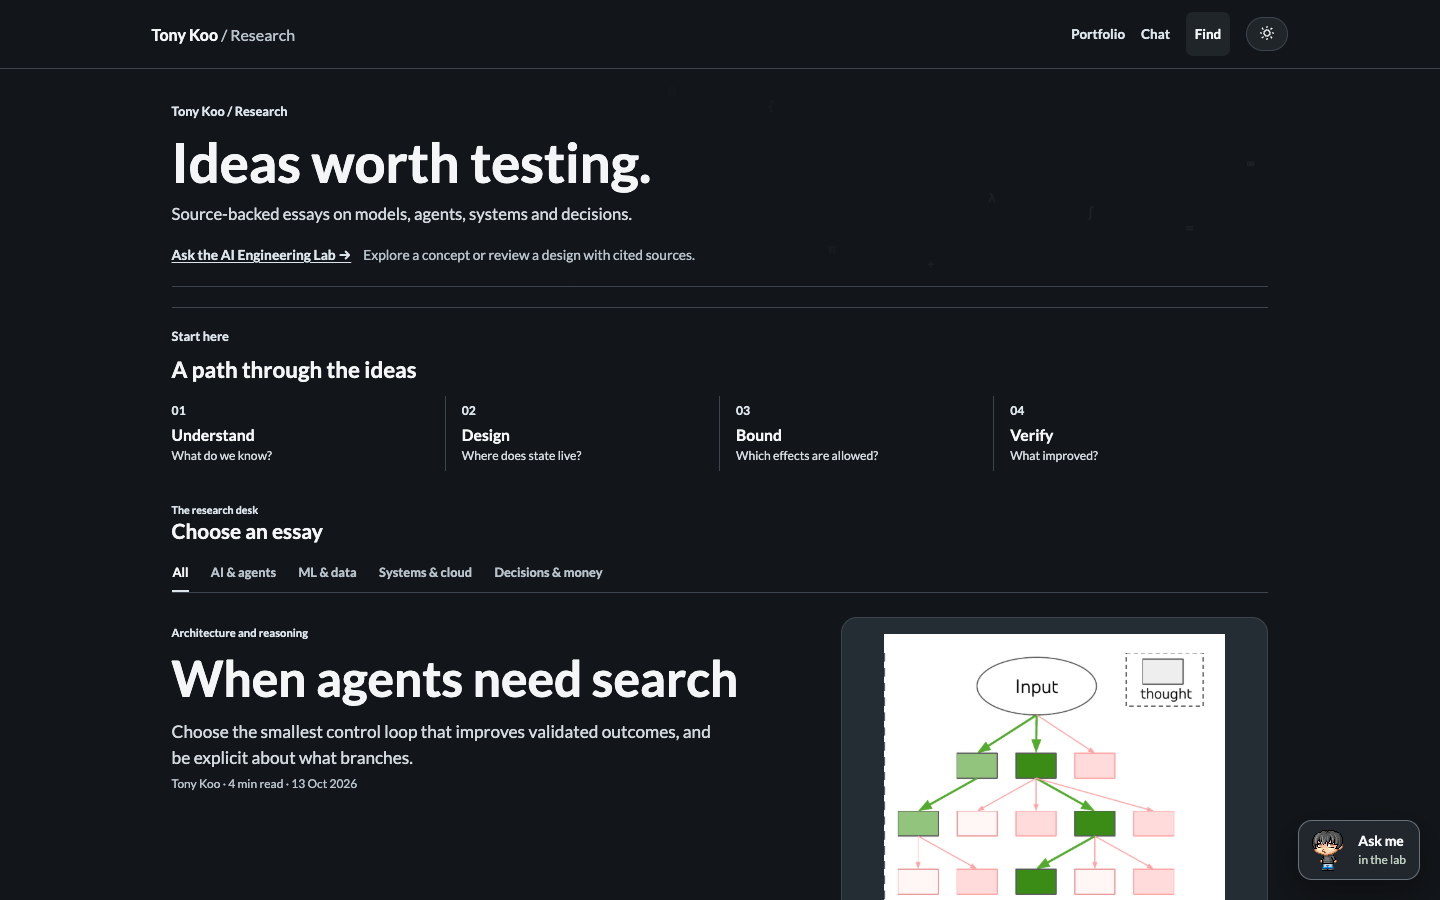 Tony Koo / Research
Portfolio
Chat
Find
Tony Koo / Research
Ideas worth testing.
Source-backed essays on models, agents, systems and decisions.
Ask the AI Engineering Lab → Explore a concept or review a design with cited sources.
Start here
A path through the ideas
01
Understand
What do we know?
02
Design
Where does state live?
03
Bound
Which effects are allowed?
04
Verify
What improved?
The research desk
Choose an essay
All
AI & agents
ML & data
Systems & cloud
Decisions & money
Architecture and reasoning
When agents need search
Choose the smallest control loop that improves validated outcomes, and
be explicit about what branches.
Tony Koo · 4 min read · 13 Oct 2026
Input
thought
Ask me
in the lab